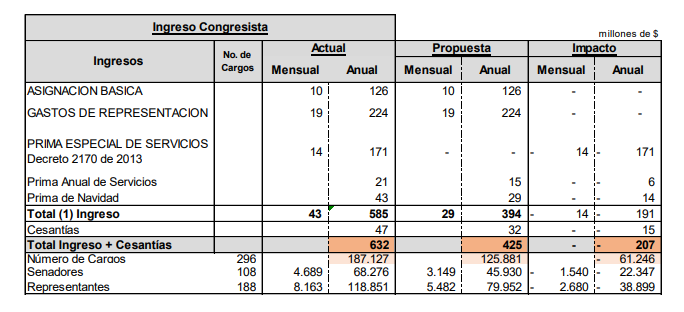 Ingreso Congresista
millones de $
Ingresos No. de Cargos Actual Propuesta Impacto
Mensual Anual Mensual Anual Mensual Anual
ASIGNACION BASICA 10 126 10 126 - -
GASTOS DE REPRESENTACION 19 224 19 224 - -
PRIMA ESPECIAL DE SERVICIOS
Decreto 2170 de 2013 14 171 - - - 14 - 171
Prima Anual de Servicios 21 15 - - 6
Prima de Navidad 43 29 - - 14
Total (1) Ingreso 43 585 29 394 - 14 - 191
Cesantías 47 32 - - 15
Total Ingreso + Cesantías 632 425 - - 207
Número de Cargos 296 187.127 125.881 - 61.246
Senadores 108 4.689 68.276 3.149 45.930 - 1.540 - 22.347
Representantes 188 8.163 118.851 5.482 79.952 - 2.680 - 38.899